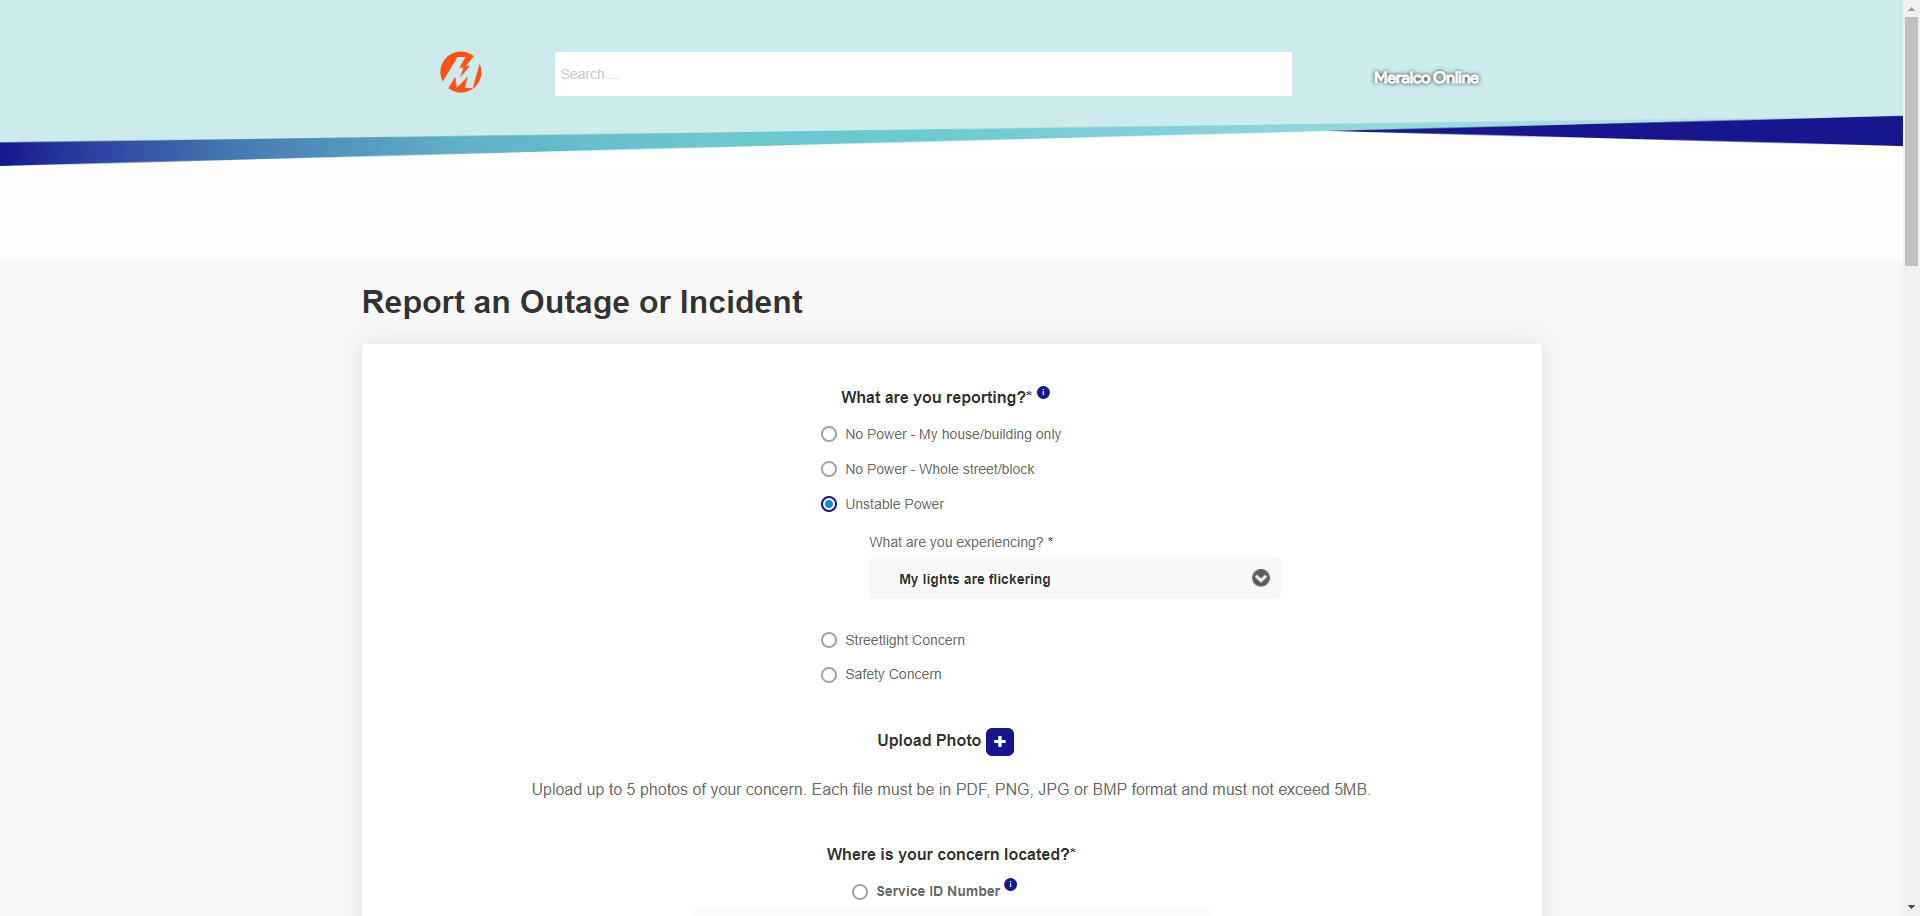 Search ...
Meralco Online
Report an Outage or Incident
What are you reporting?*
No Power - My house/building only
No Power - Whole street/block
Unstable Power
What are you experiencing? *
My lights are flickering
Streetlight Concern
Safety Concern
Upload Photo
Upload up to 5 photos of your concern. Each file must be in PDF, PNG, JPG or BMP format and must not exceed 5MB.
Where is your concern located?*
Service ID Number